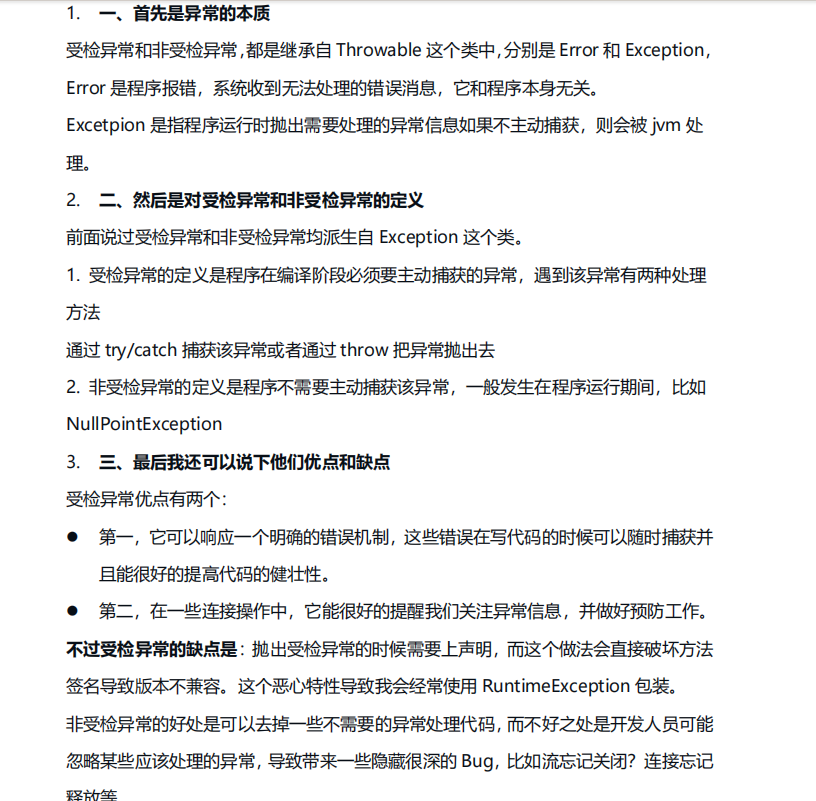 1. 一、首先是异常的本质
受检异常和非受检异常，都是继承自 Throwable 这个类中，分别是 Error 和 Exception，
Error 是程序报错，系统收到无法处理的错误消息，它和程序本身无关。
Excetpion 是指程序运行时抛出需要处理的异常信息如果不主动捕获，则会被 jvm 处
理。
2. 二、然后是对受检异常和非受检异常的定义
前面说过受检异常和非受检异常均派生自 Exception 这个类。
1. 受检异常的定义是程序在编译阶段必须要主动捕获的异常，遇到该异常有两种处理
方法
通过 try/catch 捕获该异常或者通过 throw 把异常抛出去
2. 非受检异常的定义是程序不需要主动捕获该异常，一般发生在程序运行期间，比如
NullPointException
3. 三、最后我还可以说下他们优点和缺点
受检异常优点有两个：
● 第一，它可以响应一个明确的错误机制，这些错误在写代码的时候可以随时捕获并
且能很好的提高代码的健壮性。
● 第二，在一些连接操作中，它能很好的提醒我们关注异常信息，并做好预防工作。
不过受检异常的缺点是：抛出受检异常的时候需要上声明，而这个做法会直接破坏方法
签名导致版本不兼容。这个恶心特性导致我会经常使用 RuntimeException 包装。
非受检异常的好处是可以去掉一些不需要的异常处理代码，而不好之处是开发人员可能
忽略某些应该处理的异常，导致带来一些隐藏很深的 Bug，比如流忘记关闭？连接忘记
释放等